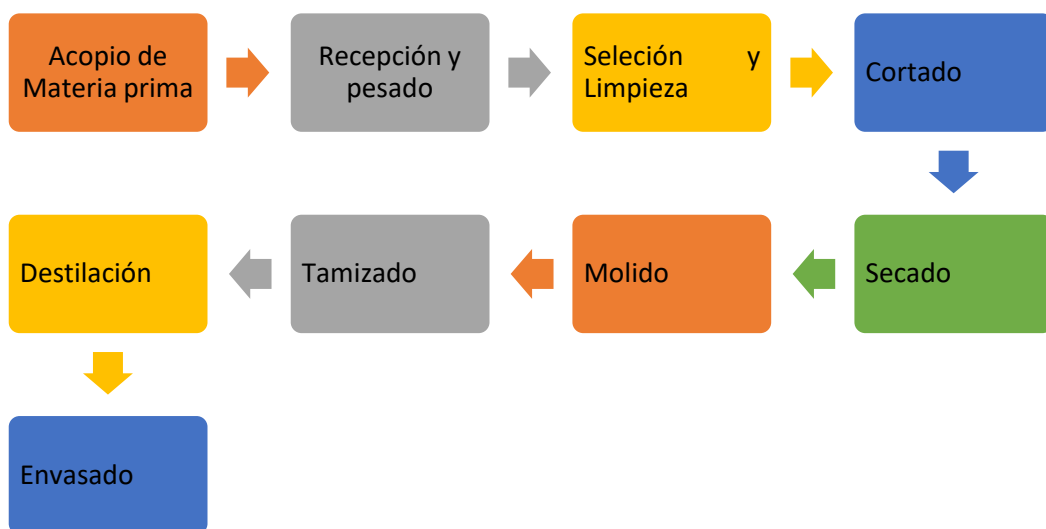 Acopio de
Materia prima
Recepción y
pesado
Seleción y
Limpieza
Cortado
Secado
Molido
Tamizado
Destilación
Envasado